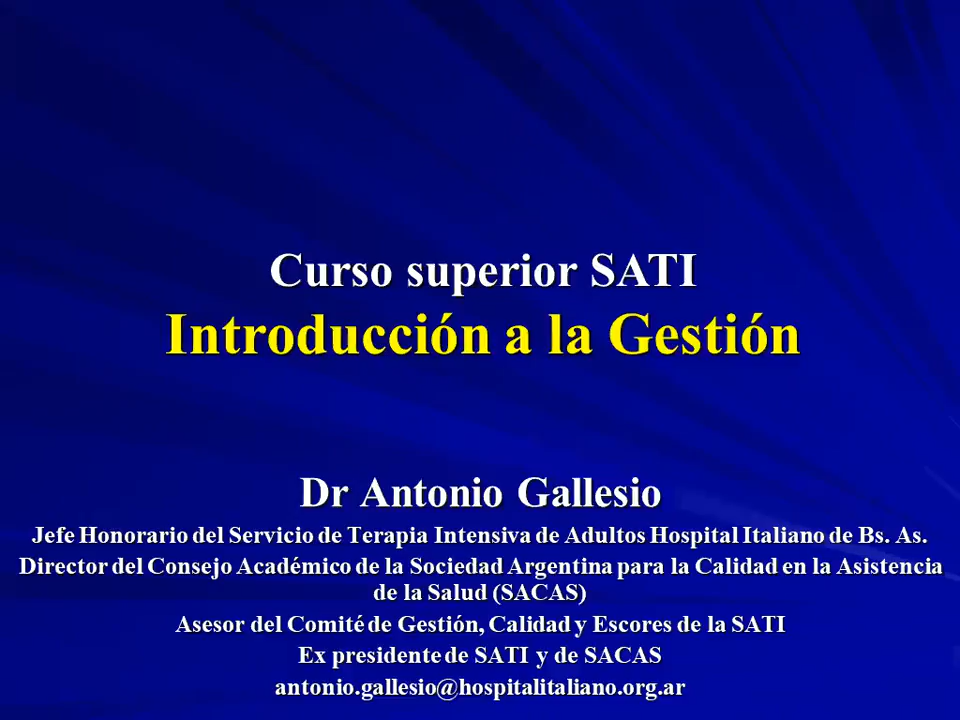 Curso superior SATI
Introducción a la Gestión
Dr Antonio Gallesio
Jefe Honorario del Servicio de Terapia Intensiva de Adultos Hospital Italiano de Bs. As.
Director del Consejo Académico de la Sociedad Argentina para la Calidad en la Asistencia
de la Salud (SACAS)
Asesor del Comité de Gestión, Calidad y Escores de la SATI
Ex presidente de SATI y de SACAS
antonio.gallesio@hospitalitaliano.org.ar